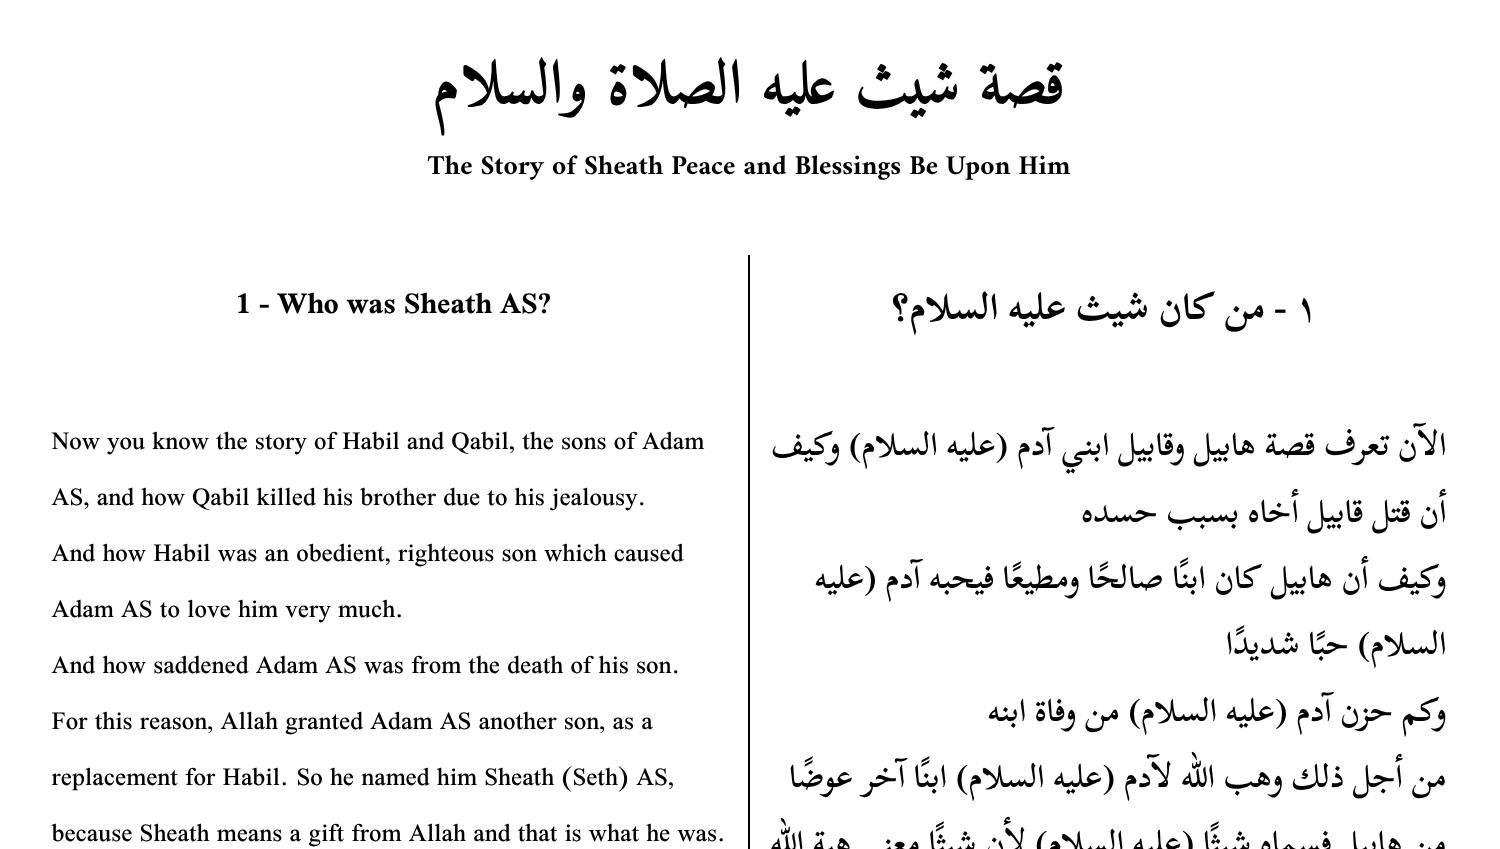 قصة شيث عليه الصلاة والسلام
The Story of Sheath Peace and Blessings Be Upon Him
1 - Who was Sheath AS?
Now you know the story of Habil and Qabil, the sons of Adam
AS, and how Qabil killed his brother due to his jealousy.
And how Habil was an obedient, righteous son which caused
Adam AS to love him very much.
And how saddened Adam AS was from the death of his son.
For this reason, Allah granted Adam AS another son, as a
replacement for Habil. So he named him Sheath (Seth) AS,
because Sheath means a gift from Allah and that is what he was.
١ - من كان شيث عليه السلام؟
الآن تعرف قصة هابيل وقابيل ابني آدم (عليه السلام) وكيف
أن قتل قابيل أخاه بسبب حسده
وكيف أن هابيل كان ابنًا صالحًا ومطيعًا فيحبه آدم (عليه
السلام) حبًا شديدًا
وكم حزن آدم (عليه السلام) من وفاة ابنه
من أجل ذلك وهب الله لآدم (عليه السلام) ابنًا آخر عوضًا
من هابيل فسماه شيثًا (عليه السلام) لأن شيثًا معنى هبة الله